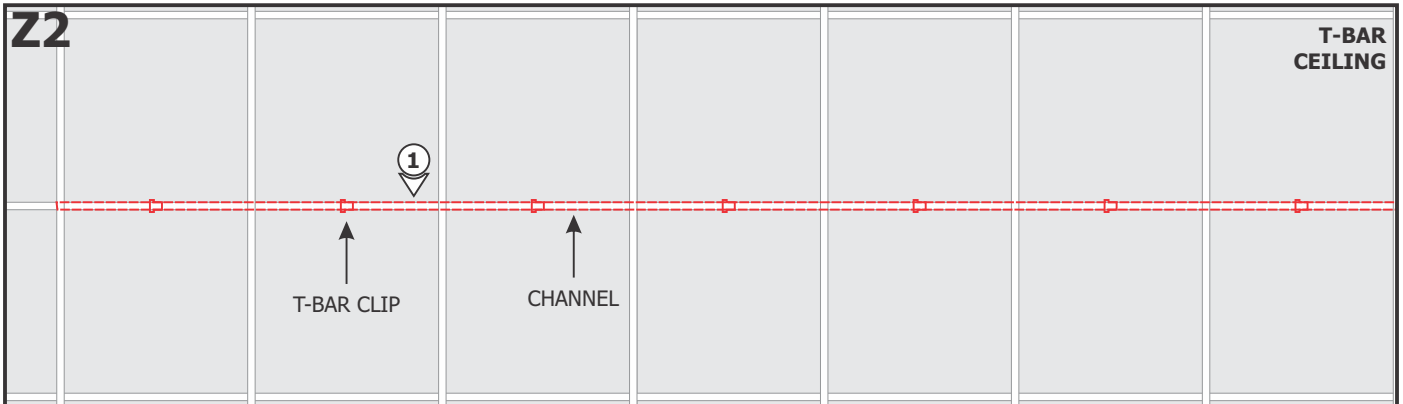 Z2
T-BAR
CEILING
1
T-BAR CLIP
CHANNEL